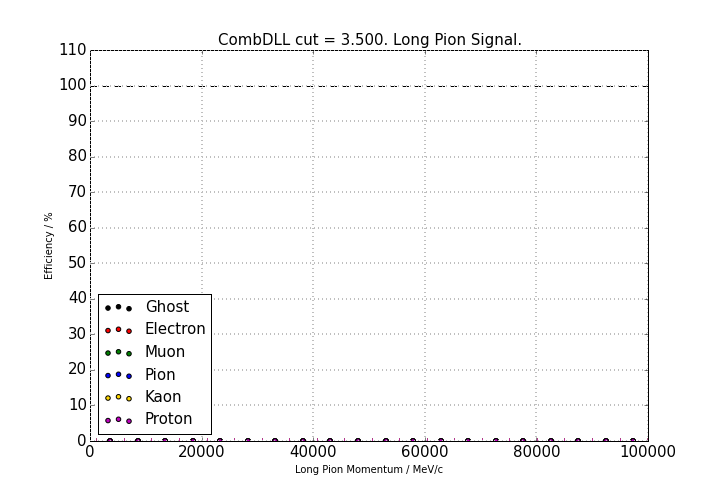 CombDLL cut = 3.500. Long Pion Signal.
110
100
90
80
70
60
50
40
30
20
10
0
Efficiency / %
Ghost
Electron
Muon
Pion
Kaon
Proton
0 20000 40000 60000 80000 100000
Long Pion Momentum / MeV/c